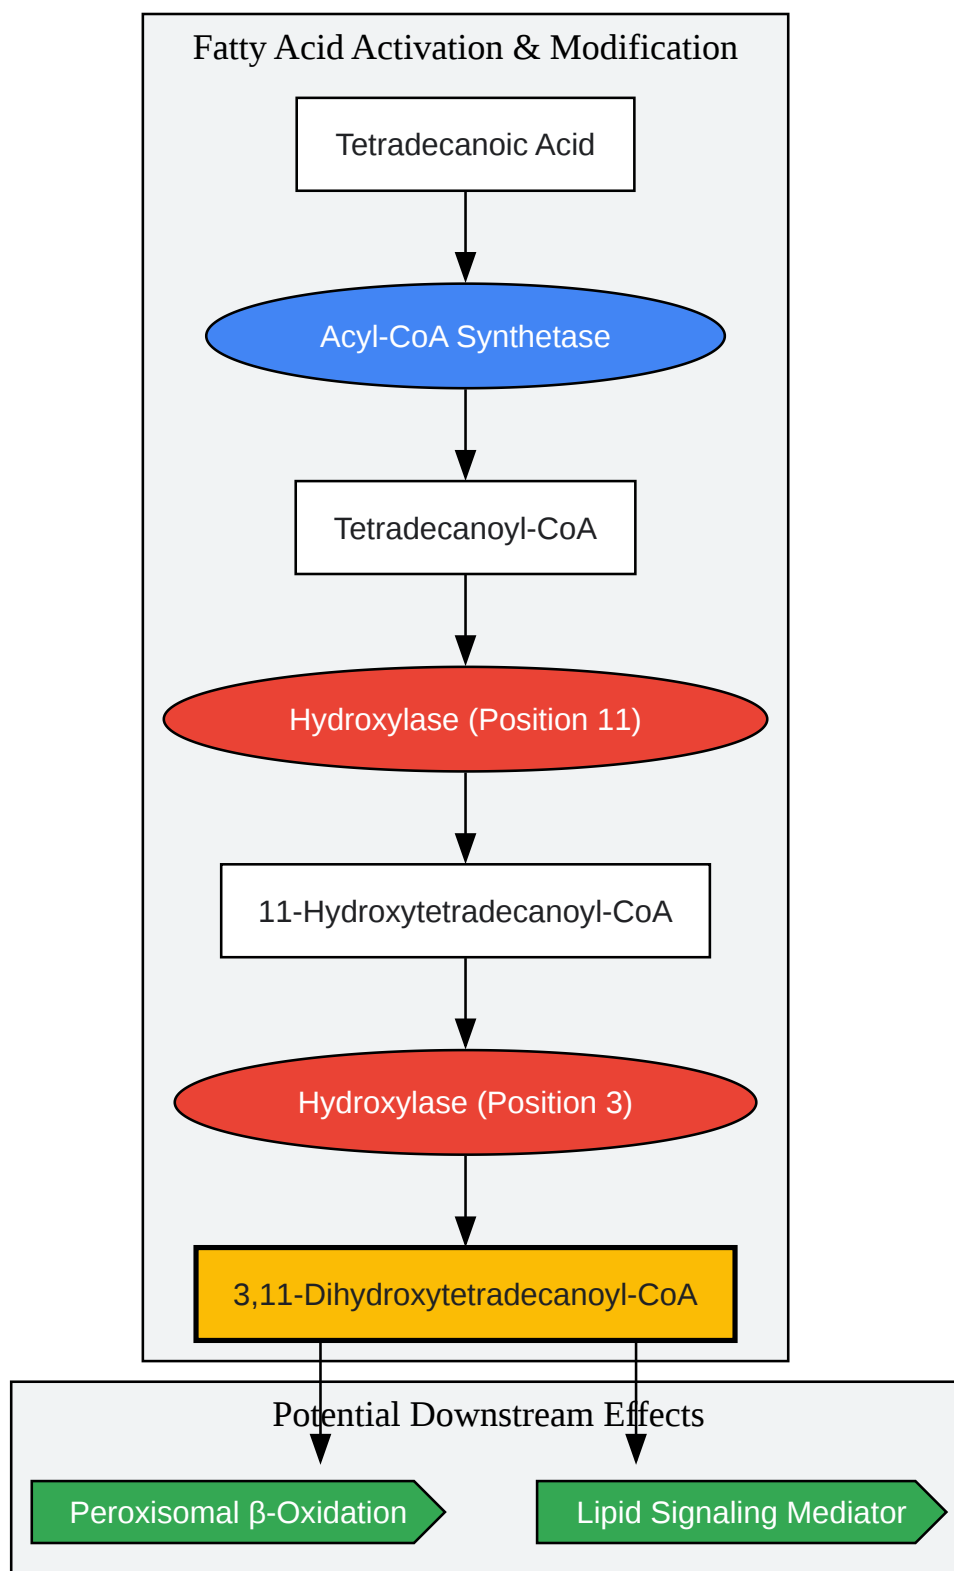 Fatty Acid Activation & Modification
Tetradecanoic Acid
Acyl-CoA Synthetase
Tetradecanoyl-CoA
Hydroxylase (Position 11)
11-Hydroxytetradecanoyl-CoA
Hydroxylase (Position 3)
3,11-Dihydroxytetradecanoyl-CoA
Potential Downstream Effects
Peroxisomal β-Oxidation
Lipid Signaling Mediator